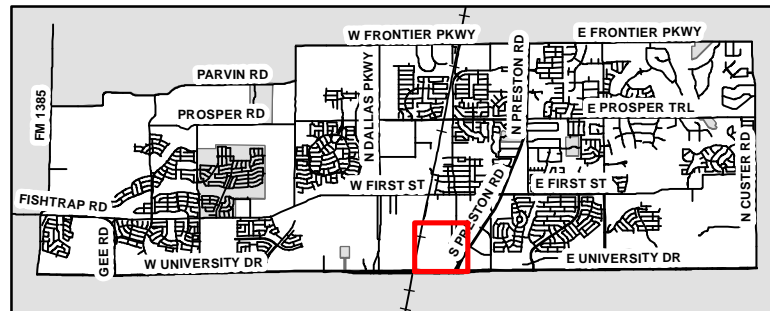 W FRONTIER PKWY
E FRONTIER PKWY
FM 1385
PARVIN RD
N DALLAS PKWY
N PRESTON RD
PROSPER RD
E PROSPER TRL
N CUSTER RD
W FIRST ST
S PRESTON RD
E FIRST ST
FISHTRAP RD
GEE RD
W UNIVERSITY DR
E UNIVERSITY DR